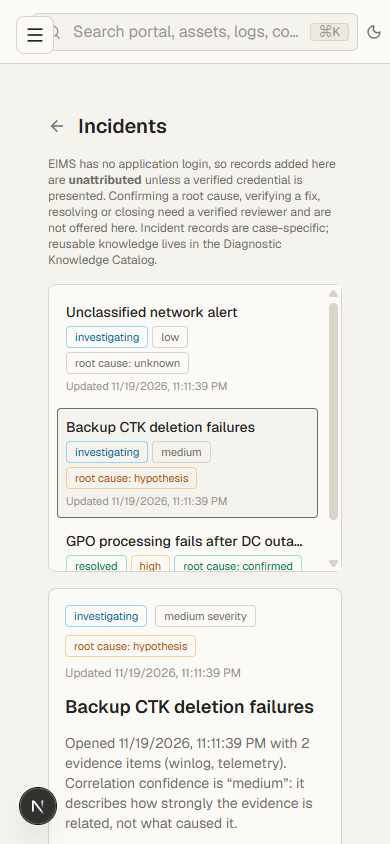 Search portal, assets, logs, co... ⌘K
Incidents
EIMS has no application login, so records added here
are unattributed unless a verified credential is
presented. Confirming a root cause, verifying a fix,
resolving or closing need a verified reviewer and are
not offered here. Incident records are case-specific;
reusable knowledge lives in the Diagnostic
Knowledge Catalog.
Unclassified network alert
investigating low
root cause: unknown
Updated 11/19/2026, 11:11:39 PM
Backup CTK deletion failures
investigating medium
root cause: hypothesis
Updated 11/19/2026, 11:11:39 PM
GPO processing fails after DC outa...
resolved high root cause: confirmed
investigating medium severity
root cause: hypothesis
Updated 11/19/2026, 11:11:39 PM
Backup CTK deletion failures
Opened 11/19/2026, 11:11:39 PM with 2
evidence items (winlog, telemetry).
Correlation confidence is “medium”: it
describes how strongly the evidence is
related, not what caused it.
N